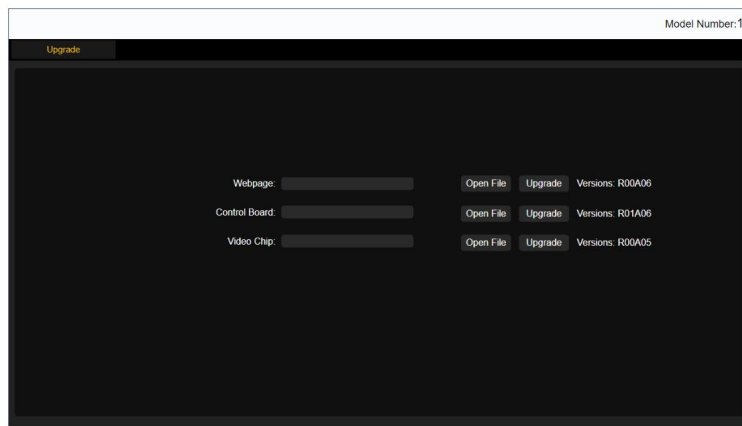 Model Number:1
Upgrade
Webpage: Open File Upgrade Versions: R00A06
Control Board: Open File Upgrade Versions: R01A06
Video Chip: Open File Upgrade Versions: R00A05